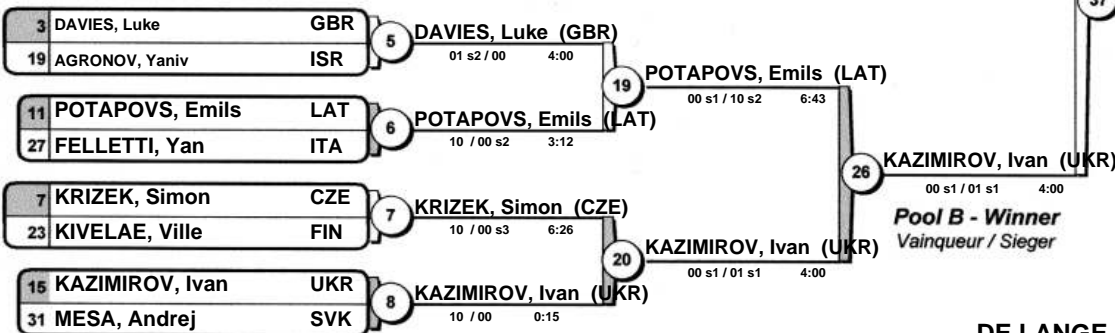 37
3 DAVIES, Luke GBR
19 AGRONOV, Yaniv ISR
5
DAVIES, Luke (GBR)
01 s2 / 00 4:00
11 POTAPOVS, Emils LAT
27 FELLETTI, Yan ITA
6
POTAPOVS, Emils (LAT)
10 / 00 s2 3:12
19
POTAPOVS, Emils (LAT)
00 s1 / 10 s2 6:43
7 KRIZEK, Simon CZE
23 KIVELAE, Ville FIN
7
KRIZEK, Simon (CZE)
10 / 00 s3 6:26
15 KAZIMIROV, Ivan UKR
31 MESA, Andrej SVK
8
KAZIMIROV, Ivan (UKR)
10 / 00 0:15
20
KAZIMIROV, Ivan (UKR)
00 s1 / 01 s1 4:00
26
KAZIMIROV, Ivan (UKR)
00 s1 / 01 s1 4:00
Pool B - Winner
Vainqueur / Sieger
DE LANGE